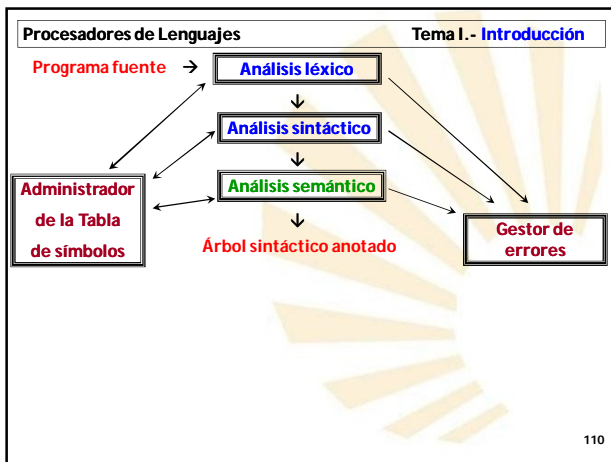 Procesadores de Lenguajes Tema I.- Introducción
Programa fuente → Análisis léxico
Análisis sintáctico
Análisis semántico
Administrador
de la Tabla
de símbolos
Árbol sintáctico anotado
Gestor de
errores
110